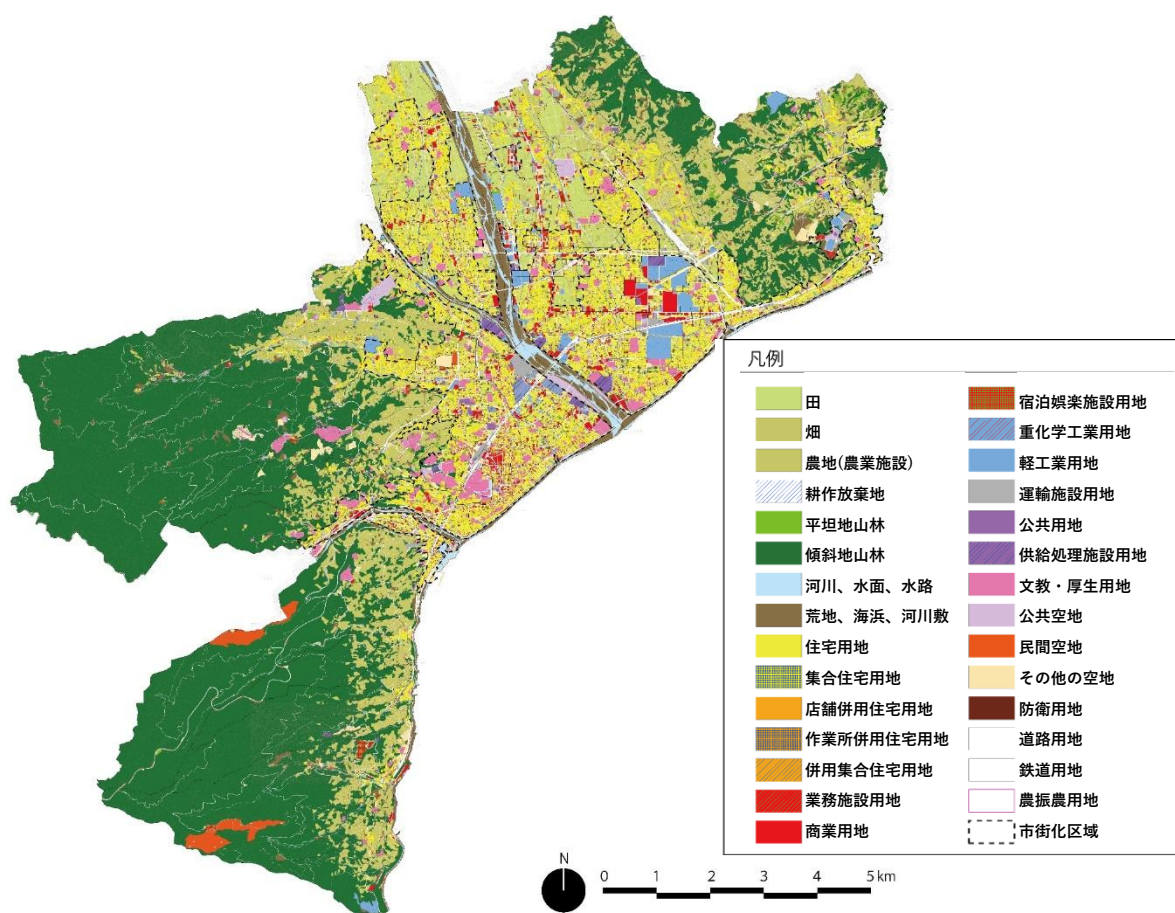 凡例
田
畑
農地(農業施設)
耕作放棄地
平坦地山林
傾斜地山林
河川、水面、水路
荒地、海浜、河川敷
住宅用地
集合住宅用地
店舗併用住宅用地
作業所併用住宅用地
併用集合住宅用地
業務施設用地
商業用地
宿泊娯楽施設用地
重化学工業用地
軽工業用地
運輸施設用地
公共用地
供給処理施設用地
文教・厚生用地
公共空地
民間空地
その他の空地
防衛用地
道路用地
鉄道用地
農振農用地
市街化区域
N
0 1 2 3 4 5km